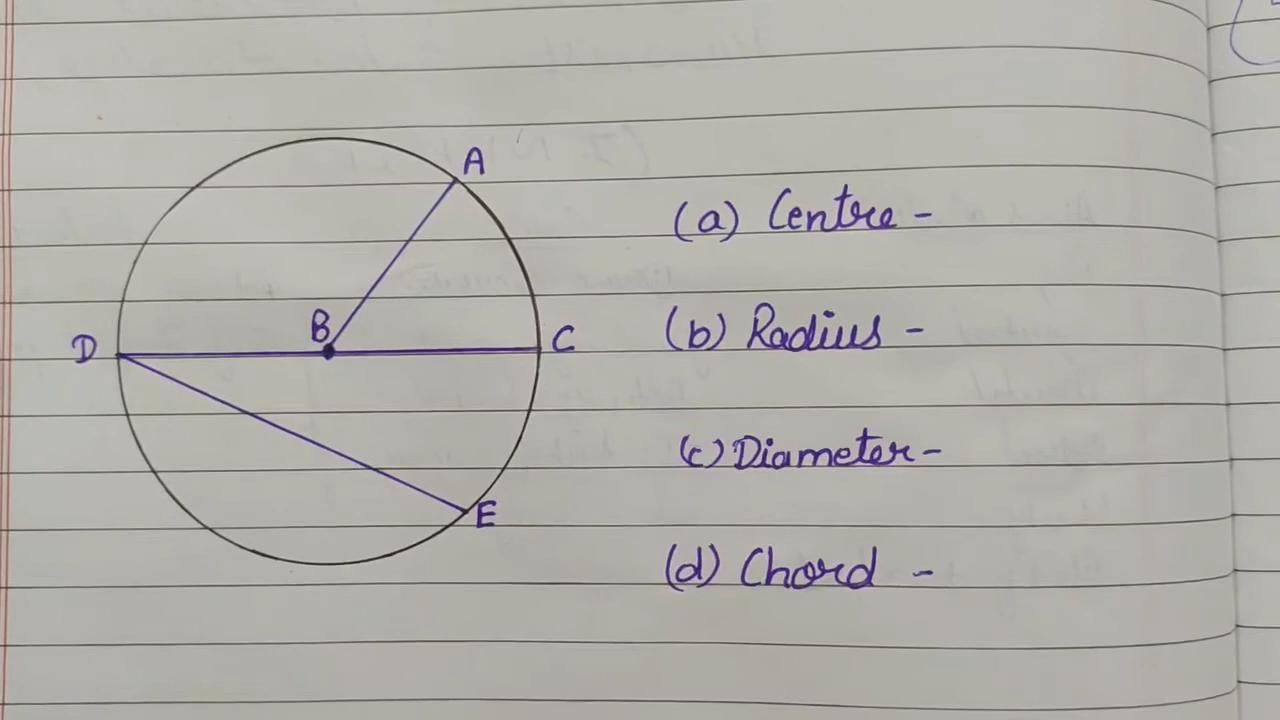 A
(a) Centre -
B
D
C
(b) Radius -
(c) Diameter -
E
(d) Chord -